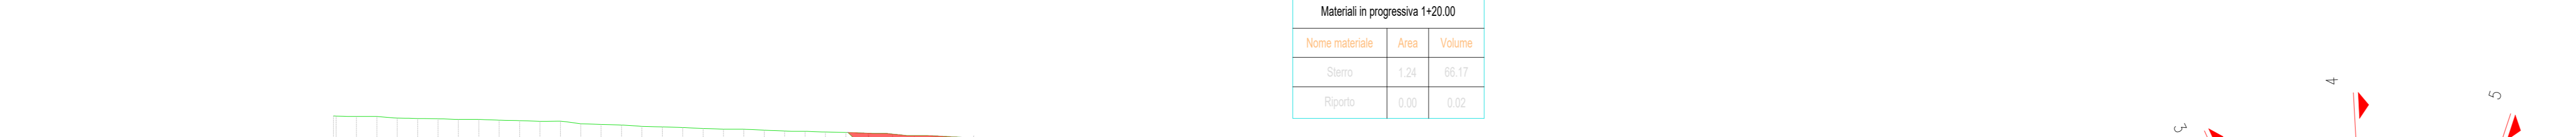 Materiali in progressiva 1+20.00
Nome materiale Area Volume
Sterro 1.24 66.17
Riporto 0.00 0.02
4
5
3